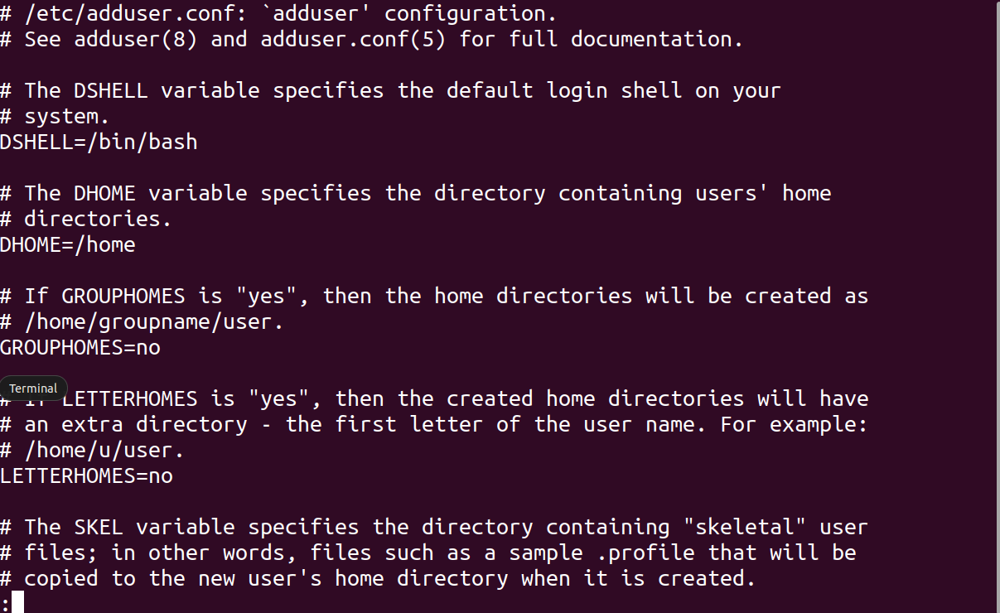 # /etc/adduser.conf: `adduser' configuration.
# See adduser(8) and adduser.conf(5) for full documentation.
# The DSHELL variable specifies the default login shell on your
# system.
DSHELL=/bin/bash
# The DHOME variable specifies the directory containing users' home
# directories.
DHOME=/home
# If GROUPHOMES is "yes", then the home directories will be created as
# /home/groupname/user.
GROUPHOMES=no
Terminal
# If LETTERHOMES is "yes", then the created home directories will have
# an extra directory - the first letter of the user name. For example:
# /home/u/user.
LETTERHOMES=no
# The SKEL variable specifies the directory containing "skeletal" user
# files; in other words, files such as a sample .profile that will be
# copied to the new user's home directory when it is created.
: